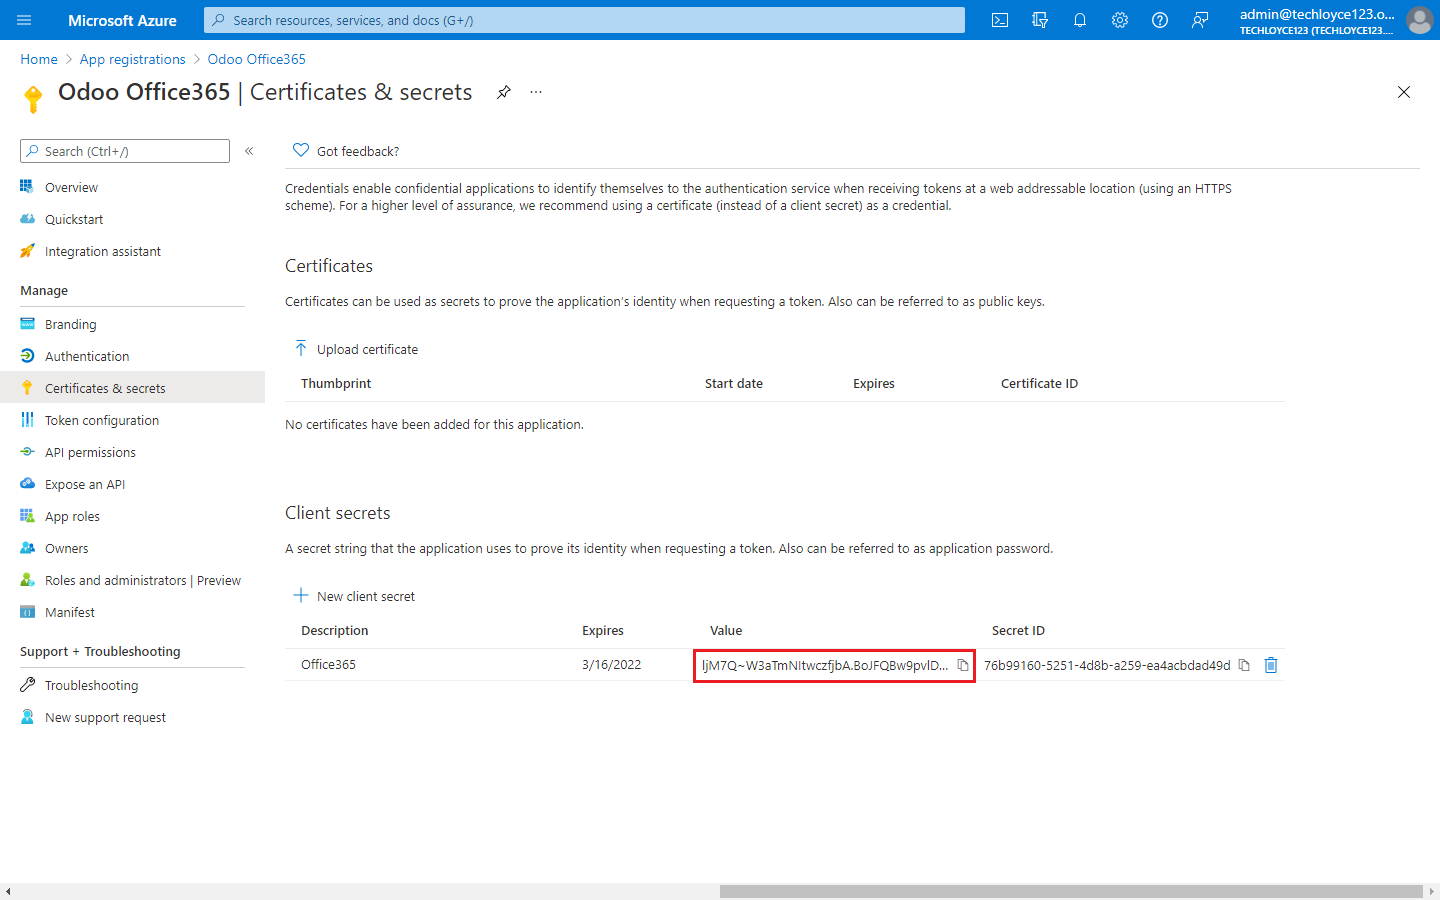 Microsoft Azure
Search resources, services, and docs (G+/)
admin@techloyce123.o...
TECHLOYCE123 (TECHLOYCE123....
Home > App registrations > Odoo Office365
Odoo Office365 | Certificates & secrets
Search (Ctrl+/)
Overview
Quickstart
Integration assistant
Manage
Branding
Authentication
Certificates & secrets
Token configuration
API permissions
Expose an API
App roles
Owners
Roles and administrators | Preview
Manifest
Support + Troubleshooting
Troubleshooting
New support request
Got feedback?
Credentials enable confidential applications to identify themselves to the authentication service when receiving tokens at a web addressable location (using an HTTPS
scheme). For a higher level of assurance, we recommend using a certificate (instead of a client secret) as a credential.
Certificates
Certificates can be used as secrets to prove the application's identity when requesting a token. Also can be referred to as public keys.
Upload certificate
Thumbprint Start date Expires Certificate ID
No certificates have been added for this application.
Client secrets
A secret string that the application uses to prove its identity when requesting a token. Also can be referred to as application password.
New client secret
Description Expires Value Secret ID
Office365 3/16/2022 ljM7Q~W3aTmNItwczfjbA.BoJFQBw9pvlD... 76b99160-5251-4d8b-a259-ea4acbdad49d